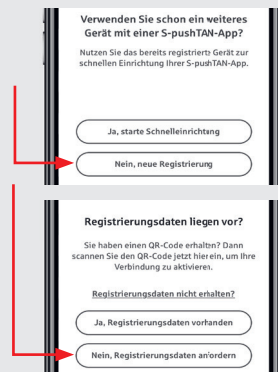 Verwenden Sie schon ein weiteres
Gerät mit einer S-pushTAN-App?
Nutzen Sie das bereits registrierte Gerät zur
schnellen Einrichtung Ihrer S-pushTAN-App.
Ja, starte Schnelleinrichtung
Nein, neue Registrierung
Registrierungsdaten liegen vor?
Sie haben einen QR-Code erhalten? Dann
scannen Sie den QR-Code jetzt hier ein, um Ihre
Verbindung zu aktivieren.
Registrierungsdaten nicht erhalten?
Ja, Registrierungsdaten vorhanden
Nein, Registrierungsdaten anfordern